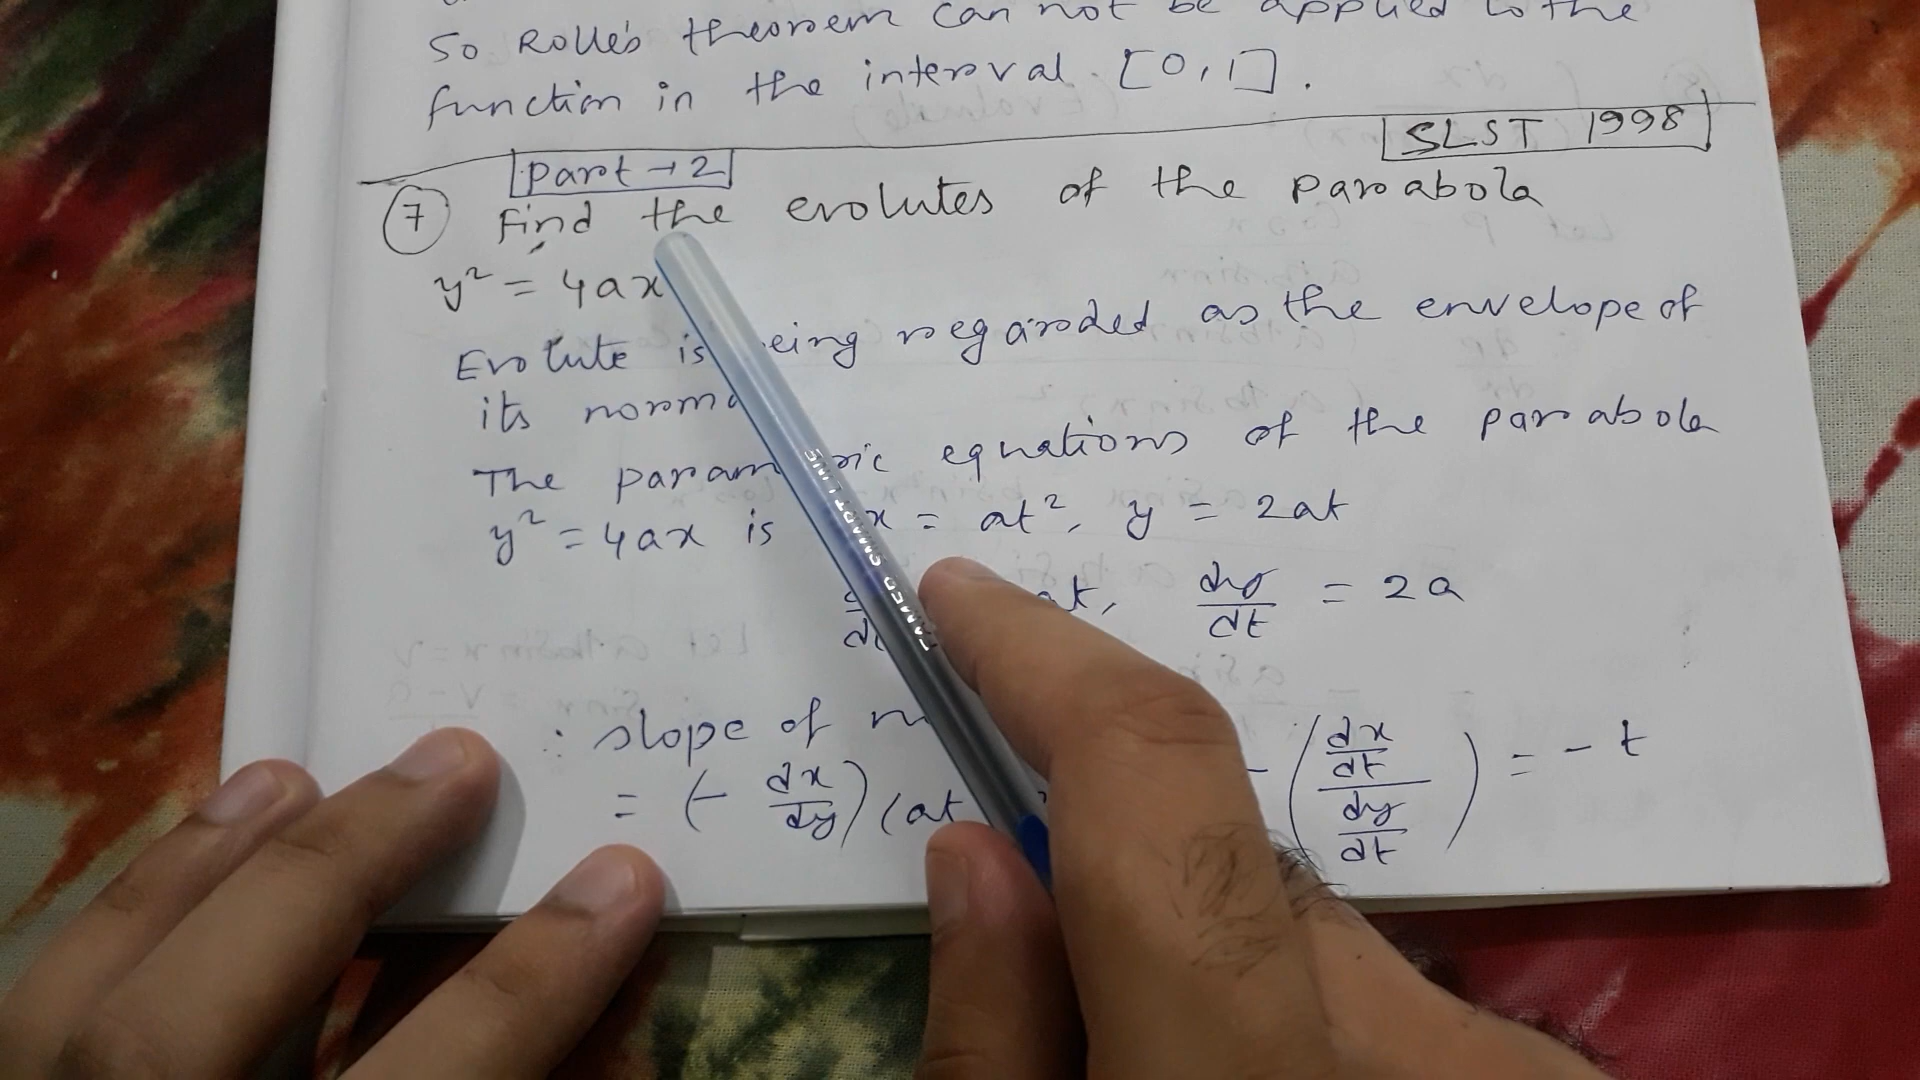 So Rolle's theorem can not be applied to the
function in the interval [0,1].
SLST 1998
Part → 2
7 Find the evolutes of the parabola
y² = 4ax
Evolute is eing regarded as the envelope of
its norma
The param ric equations of the parabola
y² = 4ax is x = at², y = 2at
at, dy/dt = 2a
∴ slope of n
= (- dx/dy) (at - (dx/dt / dy/dt) = - t